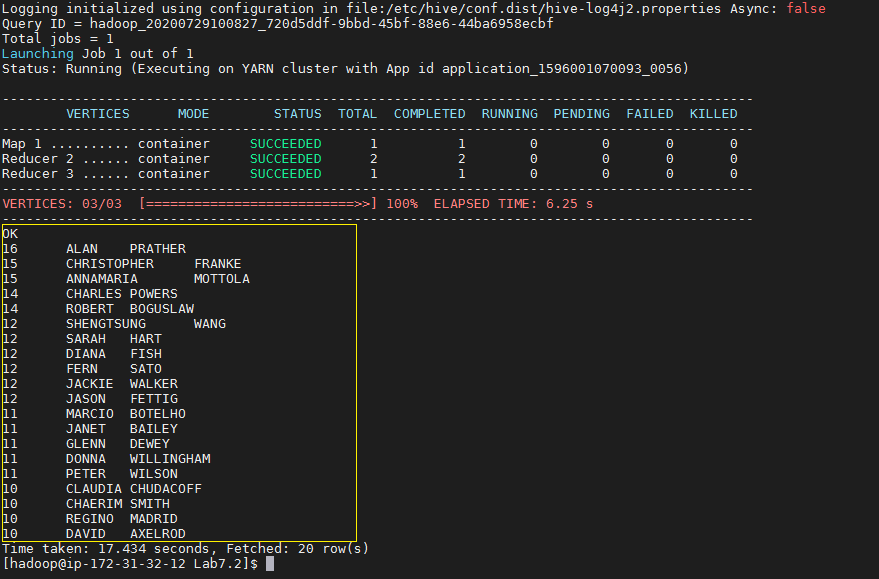 Logging initialized using configuration in file:/etc/hive/conf.dist/hive-log4j2.properties Async: false
Query ID = hadoop_20200729100827_720d5ddf-9bbd-45bf-88e6-44ba6958ecbf
Total jobs = 1
Launching Job 1 out of 1
Status: Running (Executing on YARN cluster with App id application_1596001070093_0056)
----------------------------------------------------------------------------------------------
        VERTICES      MODE        STATUS  TOTAL  COMPLETED  RUNNING  PENDING  FAILED  KILLED
----------------------------------------------------------------------------------------------
Map 1 .......... container     SUCCEEDED      1          1        0        0       0       0
Reducer 2 ...... container     SUCCEEDED      2          2        0        0       0       0
Reducer 3 ...... container     SUCCEEDED      1          1        0        0       0       0
----------------------------------------------------------------------------------------------
VERTICES: 03/03  [==========================>>] 100%  ELAPSED TIME: 6.25 s
----------------------------------------------------------------------------------------------
OK
16      ALAN    PRATHER
15      CHRISTOPHER     FRANKE
15      ANNAMARIA       MOTTOLA
14      CHARLES POWERS
14      ROBERT  BOGUSLAW
12      SHENGTSUNG      WANG
12      SARAH   HART
12      DIANA   FISH
12      FERN    SATO
12      JACKIE  WALKER
12      JASON   FETTIG
11      MARCIO  BOTELHO
11      JANET   BAILEY
11      GLENN   DEWEY
11      DONNA   WILLINGHAM
11      PETER   WILSON
10      CLAUDIA CHUDACOFF
10      CHAERIM SMITH
10      REGINO  MADRID
10      DAVID   AXELROD
Time taken: 17.434 seconds, Fetched: 20 row(s)
[hadoop@ip-172-31-32-12 Lab7.2]$